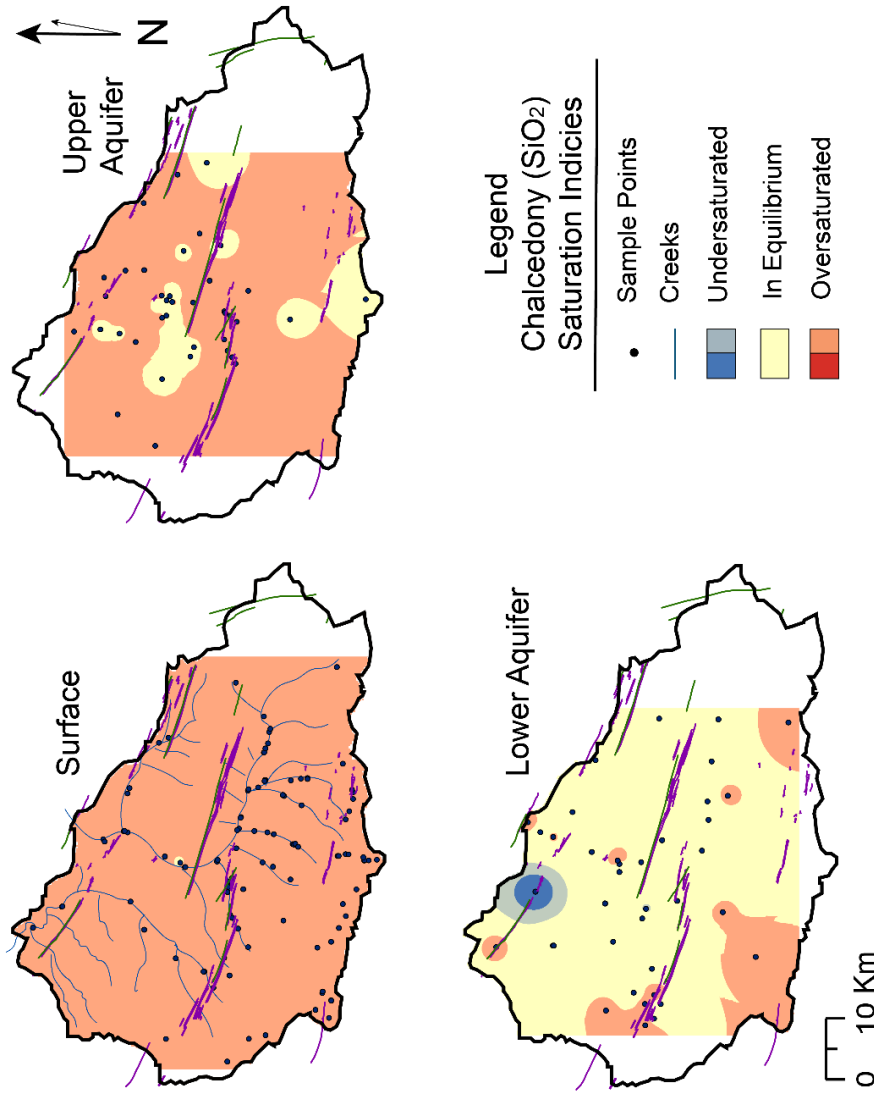 Surface
Upper
Aquifer
N
Lower Aquifer
0
10 Km
Legend
Chalcedony (SiO2)
Saturation Indicies
Sample Points
Creeks
Undersaturated
In Equilibrium
Oversaturated